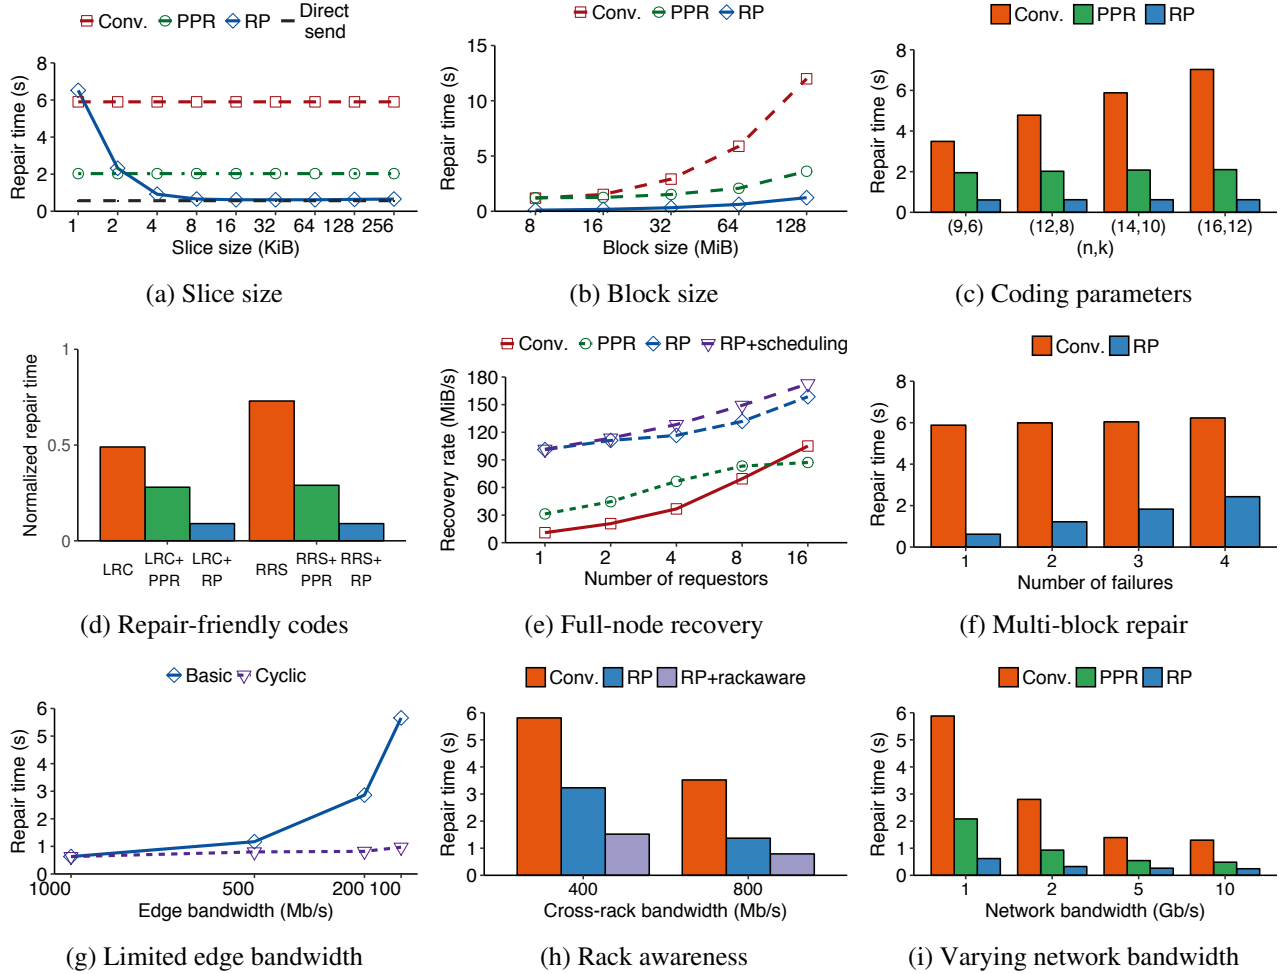 Conv. PPR RP Direct send
Repair time (s)
8
6
4
2
0
1 2 4 8 16 32 64 128 256
Slice size (KiB)
(a) Slice size
Conv. PPR RP
Repair time (s)
15
10
5
0
8 16 32 64 128
Block size (MiB)
(b) Block size
Conv. PPR RP
Repair time (s)
8
6
4
2
0
(9,6) (12,8) (14,10) (16,12)
(n,k)
(c) Coding parameters
Normalized repair time
1
0.5
0
LRC LRC+ PPR LRC+ RP RRS RRS+ PPR RRS+ RP
(d) Repair-friendly codes
Conv. PPR RP RP+scheduling
Recovery rate (MiB/s)
180
150
120
90
60
30
0
1 2 4 8 16
Number of requestors
(e) Full-node recovery
Conv. RP
Repair time (s)
8
6
4
2
0
1 2 3 4
Number of failures
(f) Multi-block repair
Basic Cyclic
Repair time (s)
6
5
4
3
2
1
0
1000 500 200 100
Edge bandwidth (Mb/s)
(g) Limited edge bandwidth
Conv. RP RP+rackaware
Repair time (s)
6
5
4
3
2
1
0
400 800
Cross-rack bandwidth (Mb/s)
(h) Rack awareness
Conv. PPR RP
Repair time (s)
6
5
4
3
2
1
0
1 2 5 10
Network bandwidth (Gb/s)
(i) Varying network bandwidth